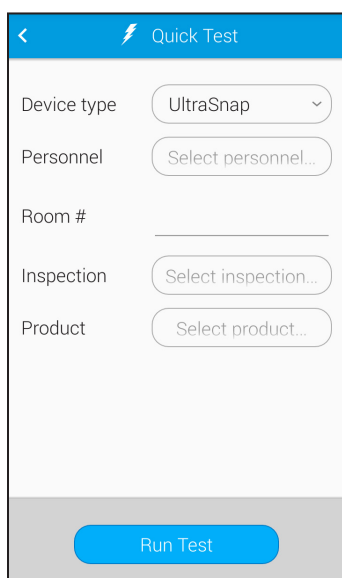 Quick Test
Device type UltraSnap
Personnel Select personnel...
Room #
Inspection Select inspection...
Product Select product...
Run Test